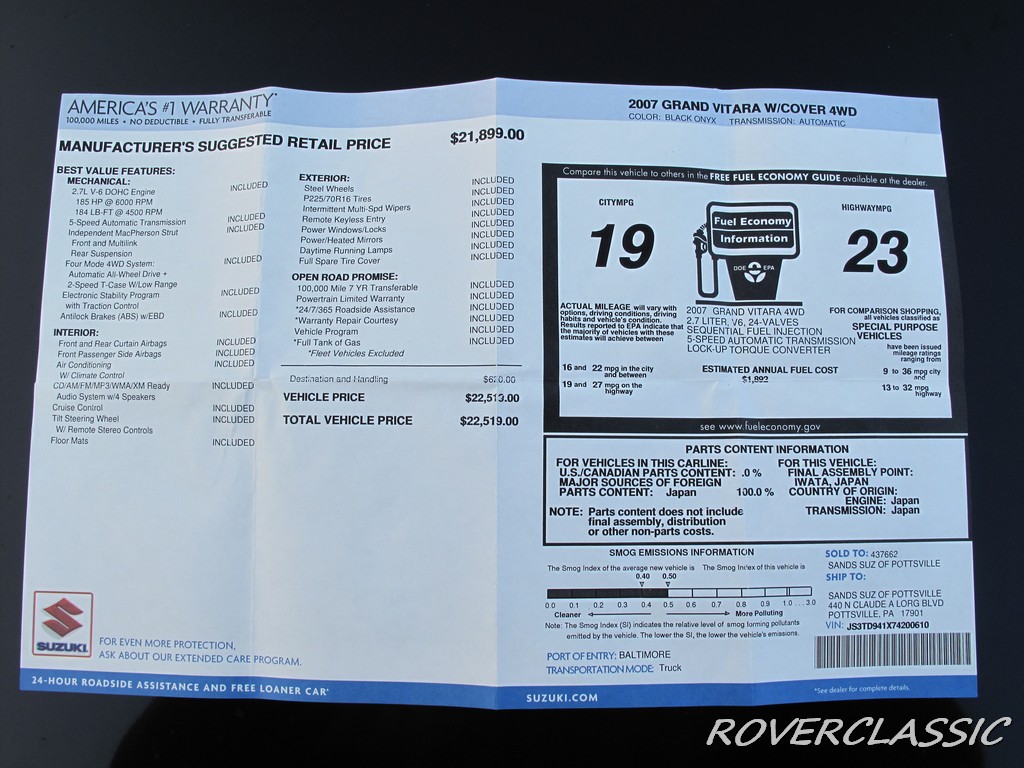 AMERICA'S #1 WARRANTY*
100,000 MILES • NO DEDUCTIBLE • FULLY TRANSFERABLE
MANUFACTURER'S SUGGESTED RETAIL PRICE $21,899.00
BEST VALUE FEATURES:
MECHANICAL:
2.7L V-6 DOHC Engine INCLUDED
185 HP @ 6000 RPM
184 LB-FT @ 4500 RPM
5-Speed Automatic Transmission INCLUDED
Independent MacPherson Strut INCLUDED
Front and Multilink
Rear Suspension
Four Mode 4WD System: INCLUDED
Automatic All-Wheel Drive +
2-Speed T-Case W/Low Range
Electronic Stability Program INCLUDED
with Traction Control
Antilock Brakes (ABS) w/EBD INCLUDED
INTERIOR:
Front and Rear Curtain Airbags INCLUDED
Front Passenger Side Airbags INCLUDED
Air Conditioning INCLUDED
W/ Climate Control
CD/AM/FM/MP3/WMA/XM Ready INCLUDED
Audio System w/4 Speakers
Cruise Control INCLUDED
Tilt Steering Wheel INCLUDED
W/ Remote Stereo Controls
Floor Mats INCLUDED
EXTERIOR:
Steel Wheels INCLUDED
P225/70R16 Tires INCLUDED
Intermittent Multi-Spd Wipers INCLUDED
Remote Keyless Entry INCLUDED
Power Windows/Locks INCLUDED
Power/Heated Mirrors INCLUDED
Daytime Running Lamps INCLUDED
Full Spare Tire Cover INCLUDED
OPEN ROAD PROMISE:
100,000 Mile 7 YR Transferable INCLUDED
Powertrain Limited Warranty INCLUDED
*24/7/365 Roadside Assistance INCLUDED
*Warranty Repair Courtesy INCLUDED
Vehicle Program INCLUDED
*Full Tank of Gas INCLUDED
*Fleet Vehicles Excluded
Destination and Handling
VEHICLE PRICE
TOTAL VEHICLE PRICE $22,519.00
SUZUKI
FOR EVEN MORE PROTECTION,
ASK ABOUT OUR EXTENDED CARE PROGRAM.
24-HOUR ROADSIDE ASSISTANCE AND FREE LOANER CAR*
2007 GRAND VITARA W/COVER 4WD
COLOR: BLACK ONYX TRANSMISSION: AUTOMATIC
Compare this vehicle to others in the FREE FUEL ECONOMY GUIDE available at the dealer.
CITYMPG
19
Fuel Economy
Information
DOE EPA
HIGHWAYMPG
23
ACTUAL MILEAGE will vary with
options, driving conditions, driving
habits and vehicle's condition.
Results reported to EPA indicate that
the majority of vehicles with these
estimates will achieve between
16 and 22 mpg in the city
and between
19 and 27 mpg on the
highway
2007 GRAND VITARA 4WD
2.7 LITER, V6, 24-VALVES
SEQUENTIAL FUEL INJECTION
5-SPEED AUTOMATIC TRANSMISSION
LOCK-UP TORQUE CONVERTER
ESTIMATED ANNUAL FUEL COST
$1,892
FOR COMPARISON SHOPPING,
all vehicles classified as
SPECIAL PURPOSE
VEHICLES
have been issued
mileage ratings
ranging from
9 to 36 mpg city
and
13 to 32 mpg
highway
see www.fueleconomy.gov
PARTS CONTENT INFORMATION
FOR VEHICLES IN THIS CARLINE:
U.S./CANADIAN PARTS CONTENT: .0 %
MAJOR SOURCES OF FOREIGN
PARTS CONTENT: Japan 100.0 %
NOTE: Parts content does not include
final assembly, distribution
or other non-parts costs.
FOR THIS VEHICLE:
FINAL ASSEMBLY POINT:
IWATA, JAPAN
COUNTRY OF ORIGIN:
ENGINE: Japan
TRANSMISSION: Japan
SMOG EMISSIONS INFORMATION
The Smog Index of the average new vehicle is The Smog Index of this vehicle is
0.40 0.50
0.0 0.1 0.2 0.3 0.4 0.5 0.6 0.7 0.8 0.9 1.0 . . . 3.0
Cleaner More Polluting
Note: The Smog Index (SI) indicates the relative level of smog forming pollutants
emitted by the vehicle. The lower the SI, the lower the vehicle's emissions.
PORT OF ENTRY: BALTIMORE
TRANSPORTATION MODE: Truck
SOLD TO: 437662
SANDS SUZ OF POTTSVILLE
SHIP TO:
SANDS SUZ OF POTTSVILLE
440 N CLAUDE A LORG BLVD
POTTSVILLE, PA 17901
VIN: JS3TD941X74200610
*See dealer for complete details.
SUZUKI.COM
ROVERCLASSIC